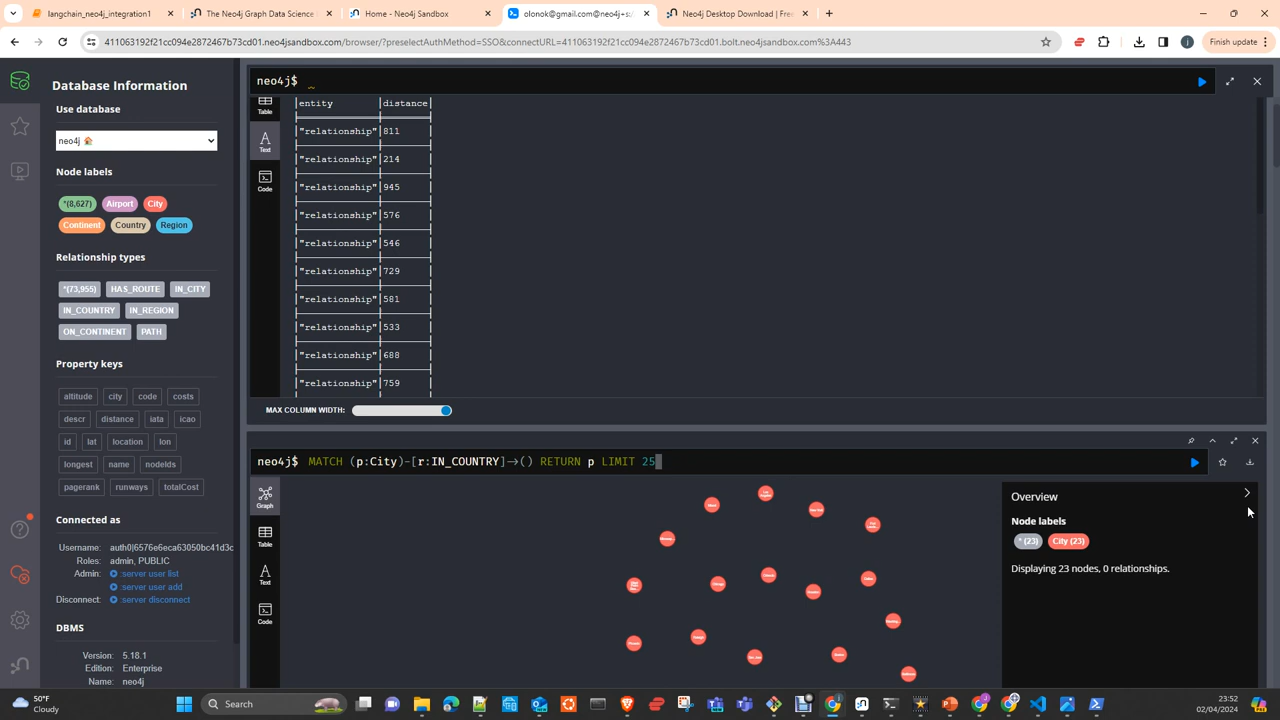 langchain_neo4j_integration1
The Neo4j Graph Data Science
Home - Neo4j Sandbox
olonok@gmail.com@neo4j+s
Neo4j Desktop Download | Free
411063192f21cc094e2872467b73cd01.neo4jsandbox.com/browser/?preselectAuthMethod=SSO&connectURL=411063192f21cc094e2872467b73cd01.bolt.neo4jsandbox.com%3A443
Finish update
Database Information
Use database
neo4j
Node labels
*(8,627) Airport City
Continent Country Region
Relationship types
*(73,955) HAS_ROUTE IN_CITY
IN_COUNTRY IN_REGION
ON_CONTINENT PATH
Property keys
altitude city code costs
descr distance iata icao
id lat location lon
longest name nodeIds
pagerank runways totalCost
Connected as
Username: auth0|6576e6eca63050bc41d3c
Roles: admin, PUBLIC
Admin: :server user list
:server user add
Disconnect: :server disconnect
DBMS
Version: 5.18.1
Edition: Enterprise
Name: neo4j
neo4j$
Table
Text
Code
entity distance
"relationship" 811
"relationship" 214
"relationship" 945
"relationship" 576
"relationship" 546
"relationship" 729
"relationship" 581
"relationship" 533
"relationship" 688
"relationship" 759
MAX COLUMN WIDTH:
neo4j$ MATCH (p:City)-[r:IN_COUNTRY]→() RETURN p LIMIT 25
Graph
Table
Text
Code
Overview
Node labels
* (23) City (23)
Displaying 23 nodes, 0 relationships.
50°F
Cloudy
Search
23:52
02/04/2024